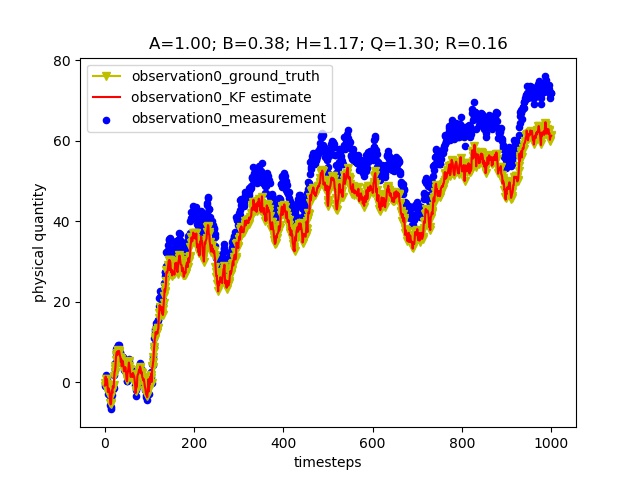 A=1.00; B=0.38; H=1.17; Q=1.30; R=0.16
80
observation0_ground_truth
observation0_KF estimate
observation0_measurement
60
physical quantity
40
20
0
0 200 400 600 800 1000
timesteps